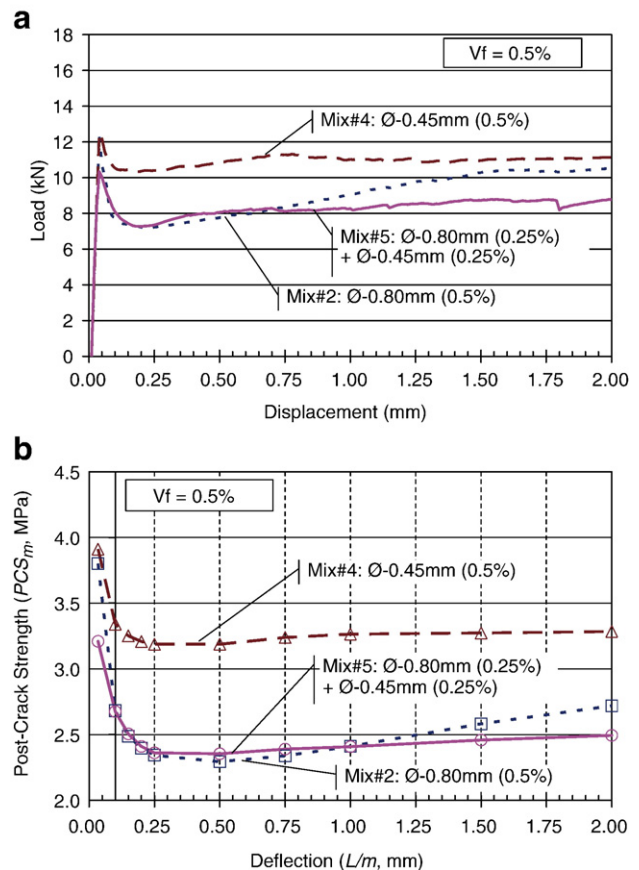 a
Vf = 0.5%
Load (kN)
18
16
14
12
10
8
6
4
2
0
Mix#4: Ø-0.45mm (0.5%)
Mix#5: Ø-0.80mm (0.25%)
+ Ø-0.45mm (0.25%)
Mix#2: Ø-0.80mm (0.5%)
0.00 0.25 0.50 0.75 1.00 1.25 1.50 1.75 2.00
Displacement (mm)
b
Vf = 0.5%
Post-Crack Strength (PCSm, MPa)
4.5
4.0
3.5
3.0
2.5
2.0
Mix#4: Ø-0.45mm (0.5%)
Mix#5: Ø-0.80mm (0.25%)
+ Ø-0.45mm (0.25%)
Mix#2: Ø-0.80mm (0.5%)
0.00 0.25 0.50 0.75 1.00 1.25 1.50 1.75 2.00
Deflection (L/m, mm)